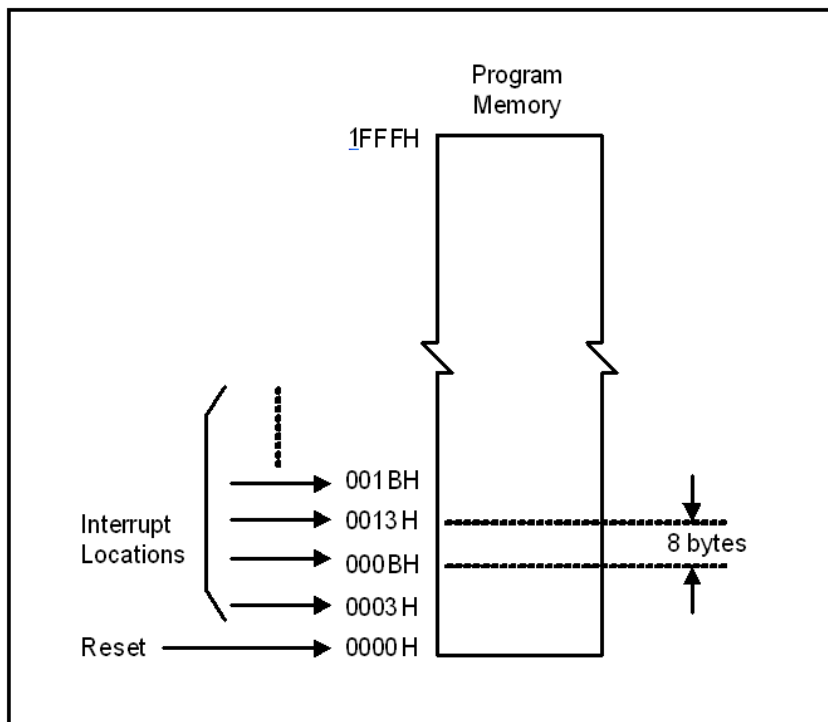 Program
Memory
1FFFH
001BH
0013H
8 bytes
Interrupt
Locations
000BH
0003H
Reset
0000H